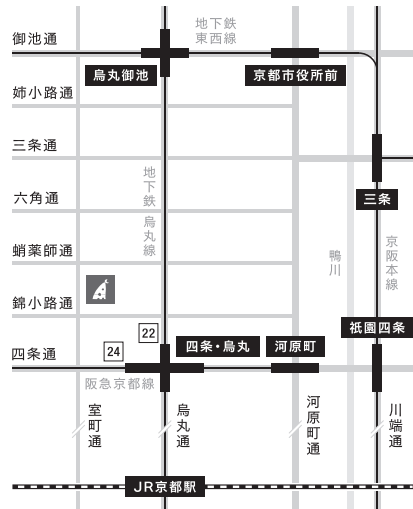 地下鉄
東西線
御池通
烏丸御池
京都市役所前
姉小路通
三条通
地下鉄 烏丸線
六角通
三条
蛸薬師通
鴨川
京阪本線
錦小路通
祇園四条
22
四条・烏丸
河原町
24
四条通
阪急京都線
室町通
烏丸通
河原町通
川端通
JR京都駅